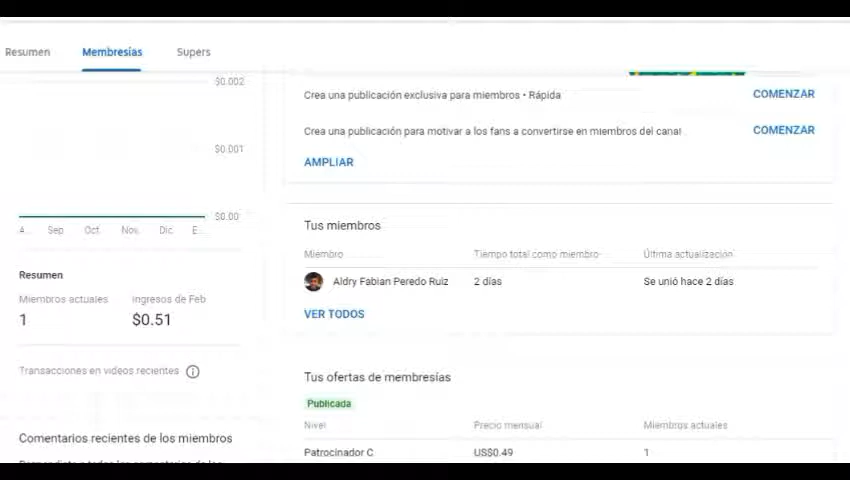 Resumen
Membresías
Supers
$0.002
$0.001
$0.00
A...
Sep
Oct
Nov.
Dic
E...
Resumen
Miembros actuales
Ingresos de Feb
1
$0.51
Transacciones en videos recientes
Comentarios recientes de los miembros
Crea una publicación exclusiva para miembros • Rápida
COMENZAR
Crea una publicación para motivar a los fans a convertirse en miembros del canal
COMENZAR
AMPLIAR
Tus miembros
Miembro
Tiempo total como miembro
Última actualización
Aldry Fabian Peredo Ruiz
2 días
Se unió hace 2 días
VER TODOS
Tus ofertas de membresías
Publicada
Nivel
Precio mensual
Miembros actuales
Patrocinador C
US$0.49
1